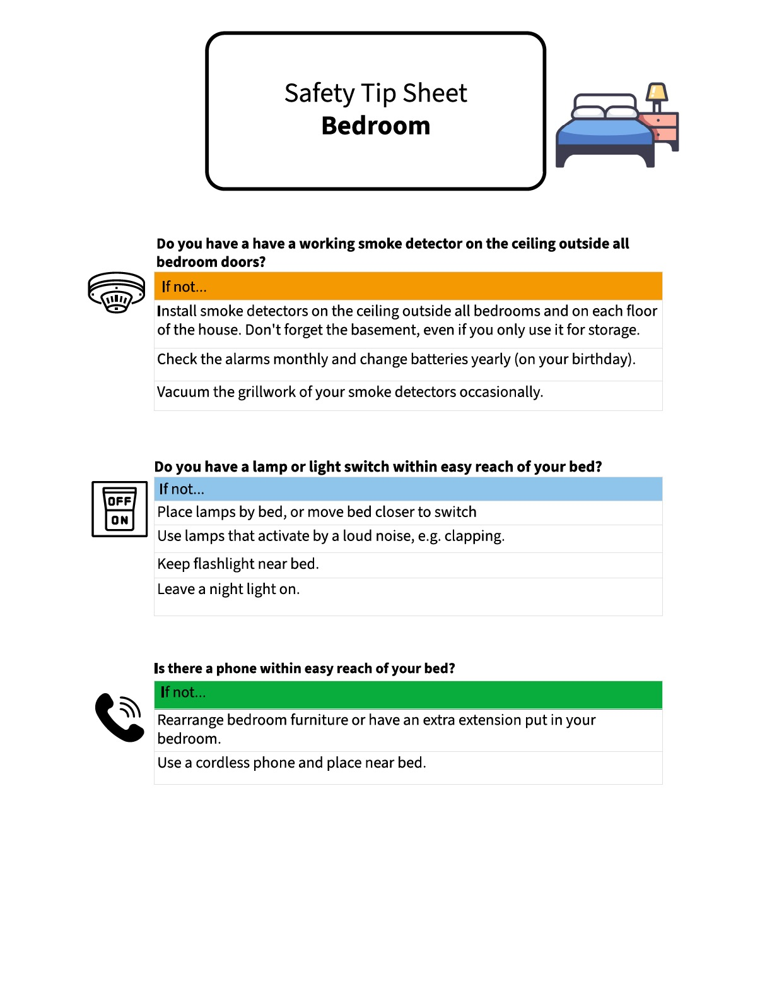 Safety Tip Sheet
Bedroom
Do you have a have a working smoke detector on the ceiling outside all
bedroom doors?
If not...
Install smoke detectors on the ceiling outside all bedrooms and on each floor
of the house. Don't forget the basement, even if you only use it for storage.
Check the alarms monthly and change batteries yearly (on your birthday).
Vacuum the grillwork of your smoke detectors occasionally.
Do you have a lamp or light switch within easy reach of your bed?
OFF
ON
If not...
Place lamps by bed, or move bed closer to switch
Use lamps that activate by a loud noise, e.g. clapping.
Keep flashlight near bed.
Leave a night light on.
Is there a phone within easy reach of your bed?
If not...
Rearrange bedroom furniture or have an extra extension put in your
bedroom.
Use a cordless phone and place near bed.